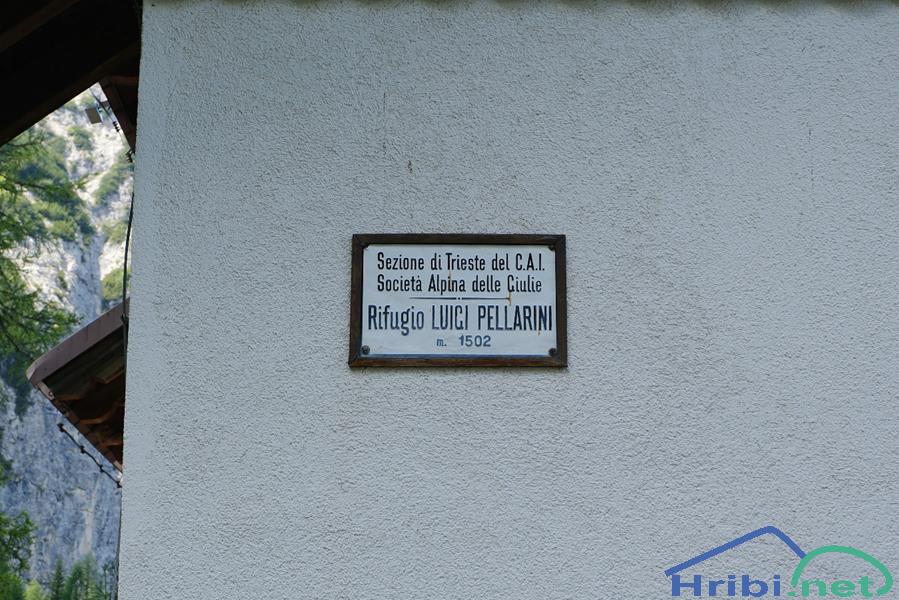 Sezione di Trieste del C.A.I.
Società Alpina delle Giulie
Rifugio LUIGI PELLARINI
m. 1502
Hribi.net